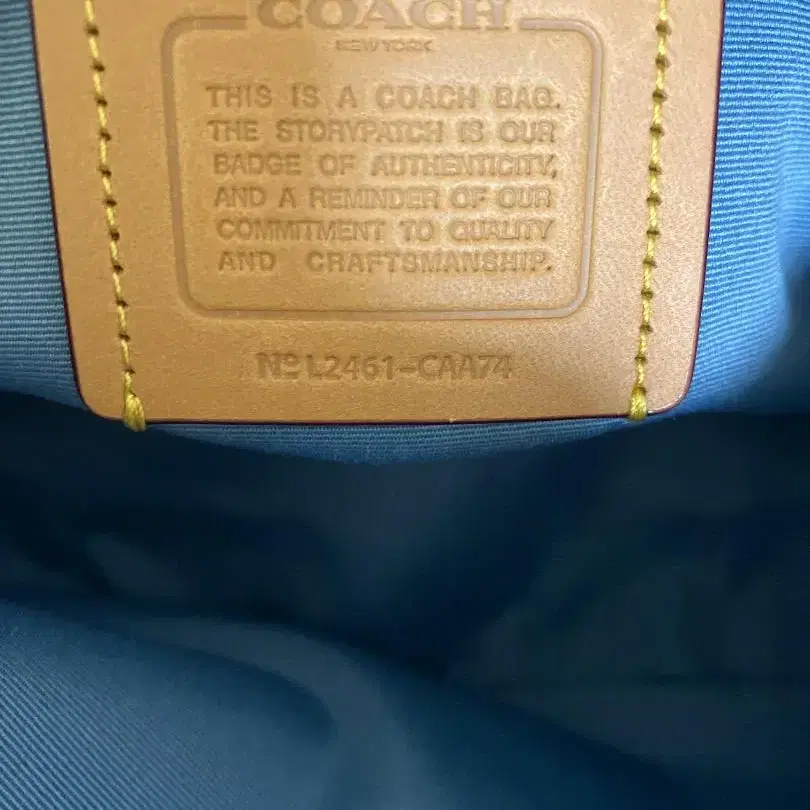 COACH
NEW YORK
THIS IS A COACH BAG.
THE STORYPATCH IS OUR
BADGE OF AUTHENTICITY,
AND A REMINDER OF OUR
COMMITMENT TO QUALITY
AND CRAFTSMANSHIP.
Nº L2461-CAA74